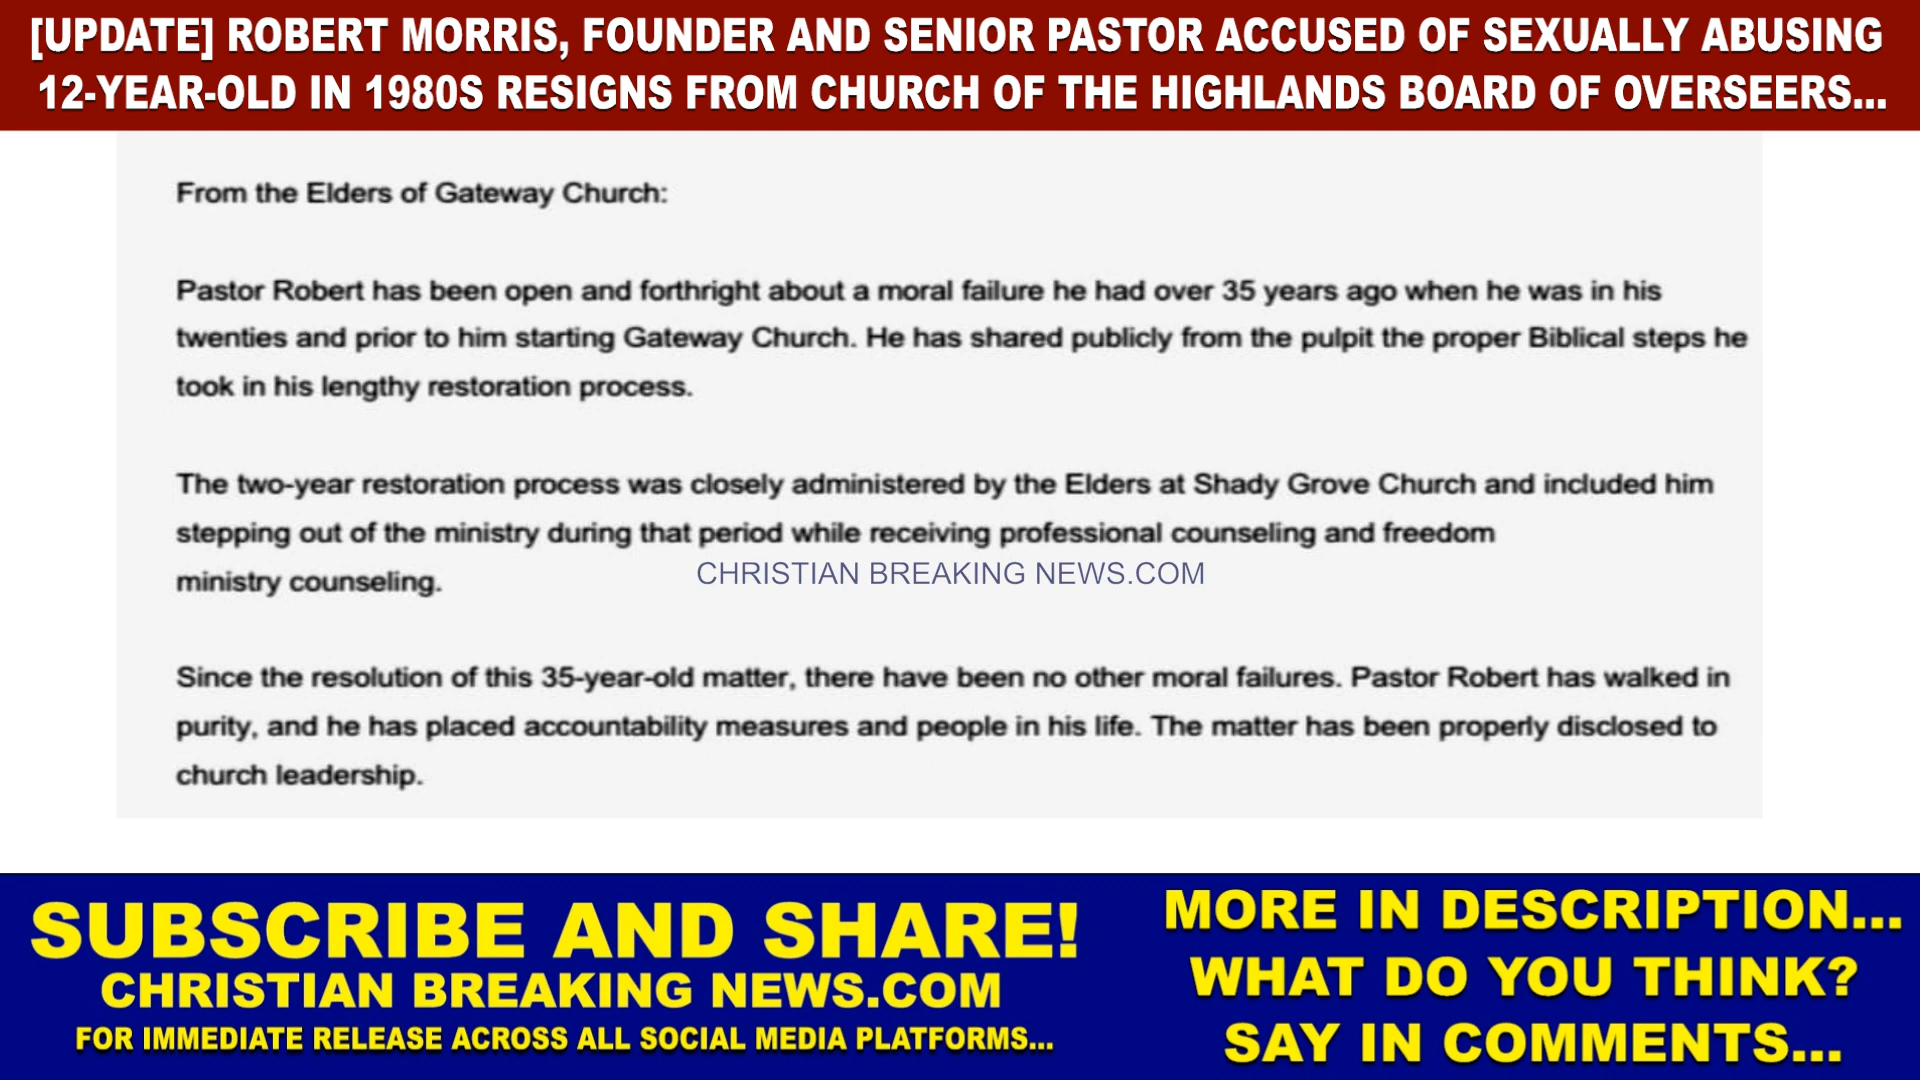 [UPDATE] ROBERT MORRIS, FOUNDER AND SENIOR PASTOR ACCUSED OF SEXUALLY ABUSING
12-YEAR-OLD IN 1980S RESIGNS FROM CHURCH OF THE HIGHLANDS BOARD OF OVERSEERS...
From the Elders of Gateway Church:
Pastor Robert has been open and forthright about a moral failure he had over 35 years ago when he was in his
twenties and prior to him starting Gateway Church. He has shared publicly from the pulpit the proper Biblical steps he
took in his lengthy restoration process.
The two-year restoration process was closely administered by the Elders at Shady Grove Church and included him
stepping out of the ministry during that period while receiving professional counseling and freedom
ministry counseling.
CHRISTIAN BREAKING NEWS.COM
Since the resolution of this 35-year-old matter, there have been no other moral failures. Pastor Robert has walked in
purity, and he has placed accountability measures and people in his life. The matter has been properly disclosed to
church leadership.
SUBSCRIBE AND SHARE!
CHRISTIAN BREAKING NEWS.COM
FOR IMMEDIATE RELEASE ACROSS ALL SOCIAL MEDIA PLATFORMS...
MORE IN DESCRIPTION...
WHAT DO YOU THINK?
SAY IN COMMENTS...